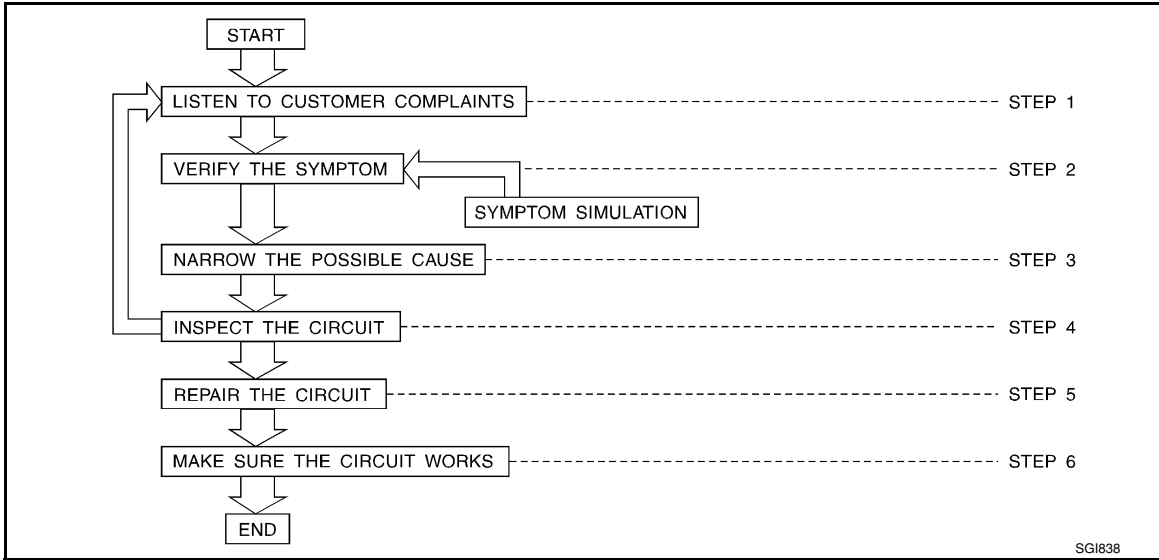 START
LISTEN TO CUSTOMER COMPLAINTS STEP 1
VERIFY THE SYMPTOM STEP 2
SYMPTOM SIMULATION
NARROW THE POSSIBLE CAUSE STEP 3
INSPECT THE CIRCUIT STEP 4
REPAIR THE CIRCUIT STEP 5
MAKE SURE THE CIRCUIT WORKS STEP 6
END
SGI838